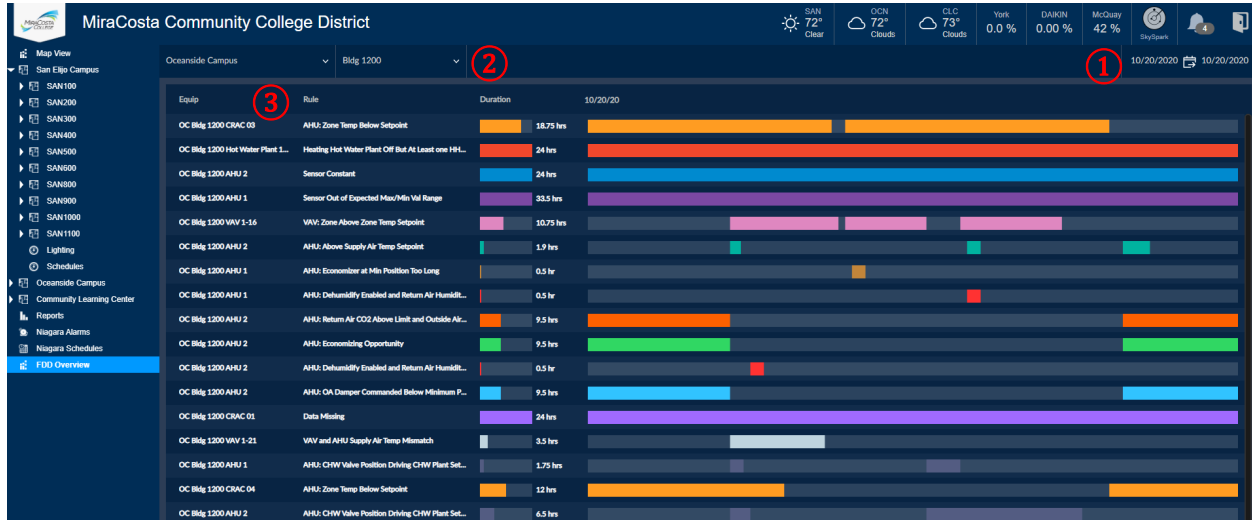 MiraCosta COLLEGE
MiraCosta Community College District
SAN 72° Clear
OCN 72° Clouds
CLC 73° Clouds
York 0.0 %
DAIKIN 0.00 %
McQuay 42 %
SkySpark
4
Map View
San Elijo Campus
SAN100
SAN200
SAN300
SAN400
SAN500
SAN600
SAN800
SAN900
SAN1000
SAN1100
Lighting
Schedules
Oceanside Campus
Community Learning Center
Reports
Niagara Alarms
Niagara Schedules
FDD Overview
Oceanside Campus Bldg 1200 2 1 10/20/2020 10/20/2020
Equip 3 Rule Duration 10/20/20
OC Bldg 1200 CRAC 03 AHU: Zone Temp Below Setpoint 18.75 hrs
OC Bldg 1200 Hot Water Plant 1... Heating Hot Water Plant Off But At Least one HH... 24 hrs
OC Bldg 1200 AHU 2 Sensor Constant 24 hrs
OC Bldg 1200 AHU 1 Sensor Out of Expected Max/Min Val Range 33.5 hrs
OC Bldg 1200 VAV 1-16 VAV: Zone Above Zone Temp Setpoint 10.75 hrs
OC Bldg 1200 AHU 2 AHU: Above Supply Air Temp Setpoint 1.9 hrs
OC Bldg 1200 AHU 1 AHU: Economizer at Min Position Too Long 0.5 hr
OC Bldg 1200 AHU 1 AHU: Dehumidify Enabled and Return Air Humidit... 0.5 hr
OC Bldg 1200 AHU 2 AHU: Return Air CO2 Above Limit and Outside Air... 9.5 hrs
OC Bldg 1200 AHU 2 AHU: Economizing Opportunity 9.5 hrs
OC Bldg 1200 AHU 2 AHU: Dehumidify Enabled and Return Air Humidit... 0.5 hr
OC Bldg 1200 AHU 2 AHU: OA Damper Commanded Below Minimum P... 9.5 hrs
OC Bldg 1200 CRAC 01 Data Missing 24 hrs
OC Bldg 1200 VAV 1-21 VAV and AHU Supply Air Temp Mismatch 3.5 hrs
OC Bldg 1200 AHU 1 AHU: CHW Valve Position Driving CHW Plant Set... 1.75 hrs
OC Bldg 1200 CRAC 04 AHU: Zone Temp Below Setpoint 12 hrs
OC Bldg 1200 AHU 2 AHU: CHW Valve Position Driving CHW Plant Set... 6.5 hrs